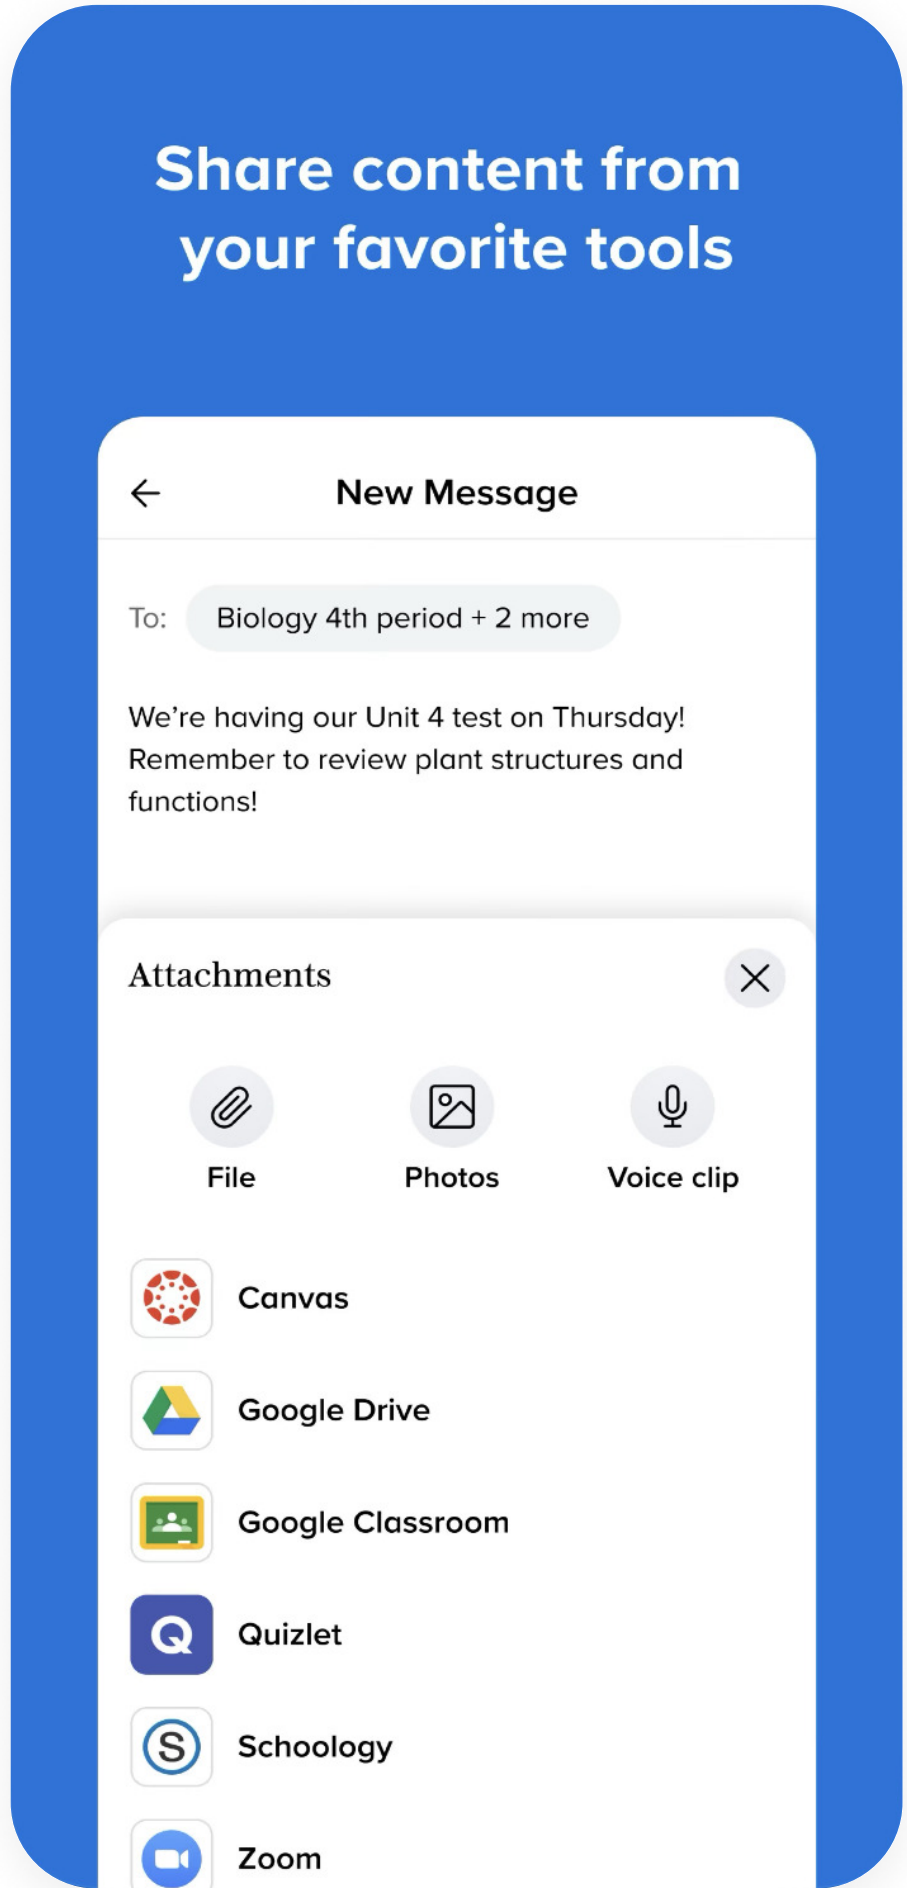 Share content from
your favorite tools
New Message
To: Biology 4th period + 2 more
We’re having our Unit 4 test on Thursday!
Remember to review plant structures and
functions!
Attachments
File Photos Voice clip
Canvas
Google Drive
Google Classroom
Q Quizlet
S Schoology
Zoom